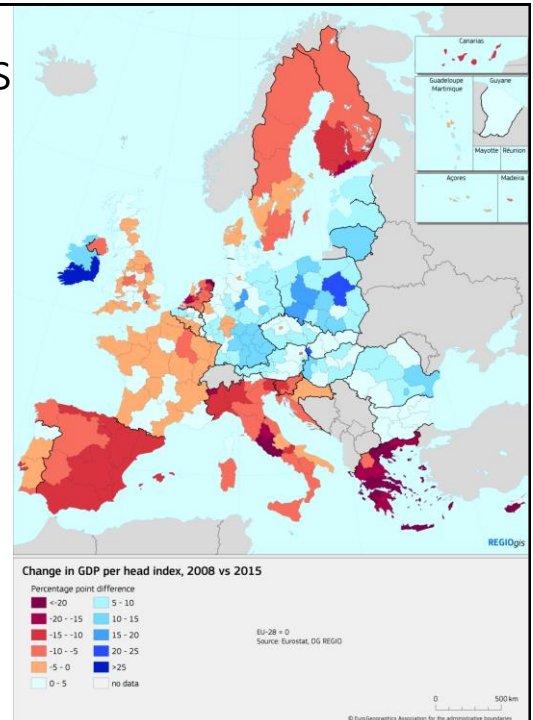 S
Canarias
Guadeloupe
Martinique
Guyane
Mayotte
Réunion
Açores
Madeira
REGIOgis
Change in GDP per head index, 2008 vs 2015
Percentage point difference
<-20
-20 - -15
-15 - -10
-10 - -5
-5 - 0
0 - 5
5 - 10
10 - 15
15 - 20
20 - 25
>25
no data
EU-28 = 0
Source: Eurostat, DG REGIO
0 500 km
© EuroGeographics Association for the administrative boundaries